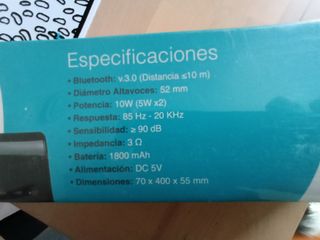 Especificaciones
• Bluetooth: v.3.0 (Distancia ≤10 m)
• Diámetro Altavoces: 52 mm
• Potencia: 10W (5W x2)
• Respuesta: 85 Hz - 20 KHz
• Sensibilidad: ≥ 90 dB
• Impedancia: 3 Ω
• Batería: 1800 mAh
• Alimentación: DC 5V
• Dimensiones: 70 x 400 x 55 mm